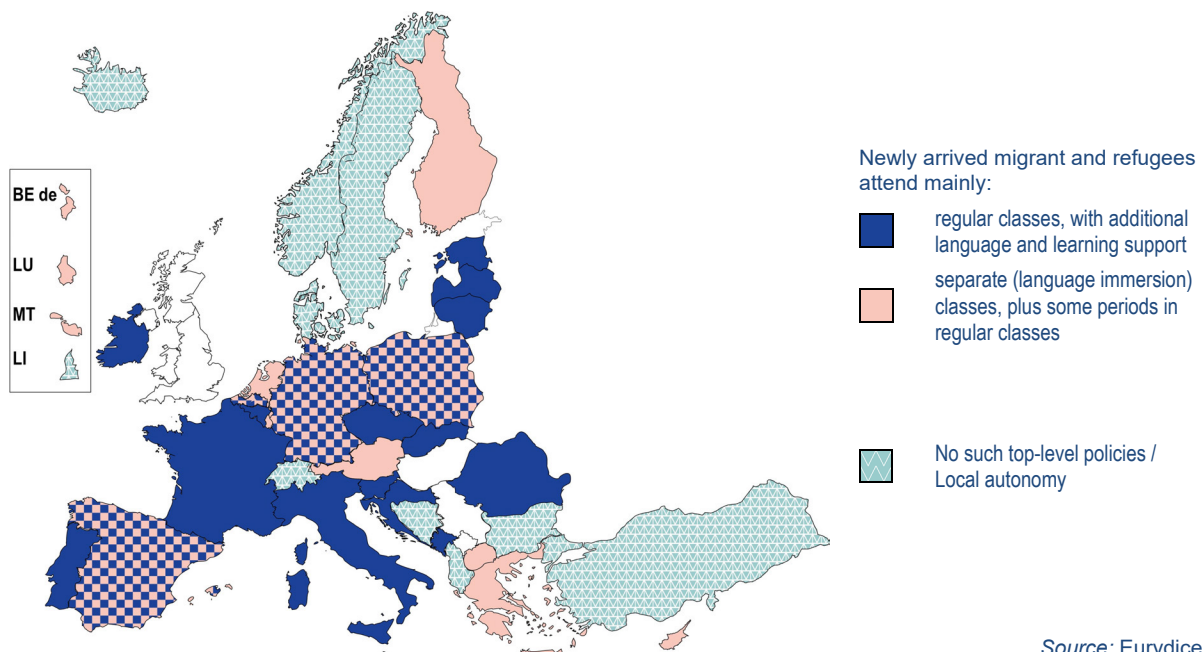 BE de
LU
MT
LI
Newly arrived migrant and refugees
attend mainly:
regular classes, with additional
language and learning support
separate (language immersion)
classes, plus some periods in
regular classes
No such top-level policies /
Local autonomy
Source: Eurydice